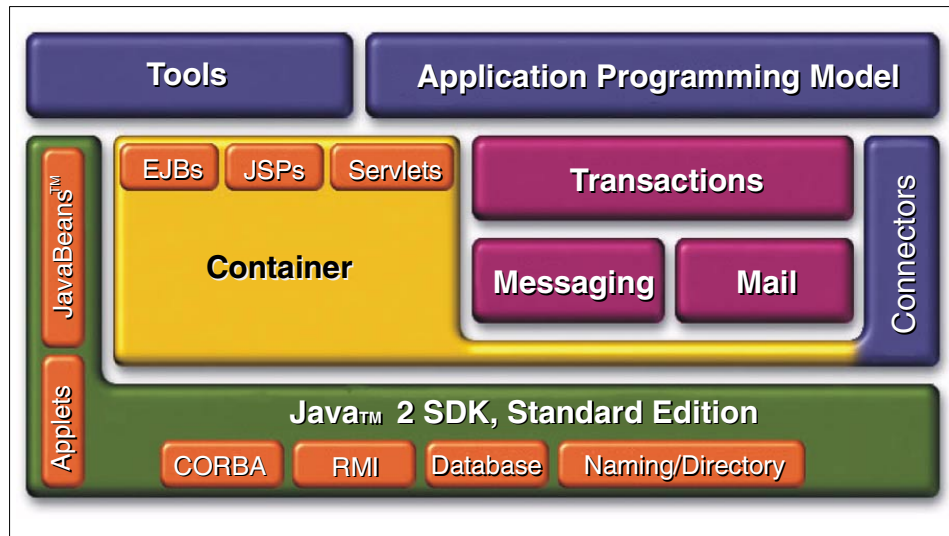 Tools
Application Programming Model
EJBs
JSPs
Servlets
Transactions
JavaBeans™
Container
Messaging
Mail
Connectors
Applets
Java™ 2 SDK, Standard Edition
CORBA
RMI
Database
Naming/Directory